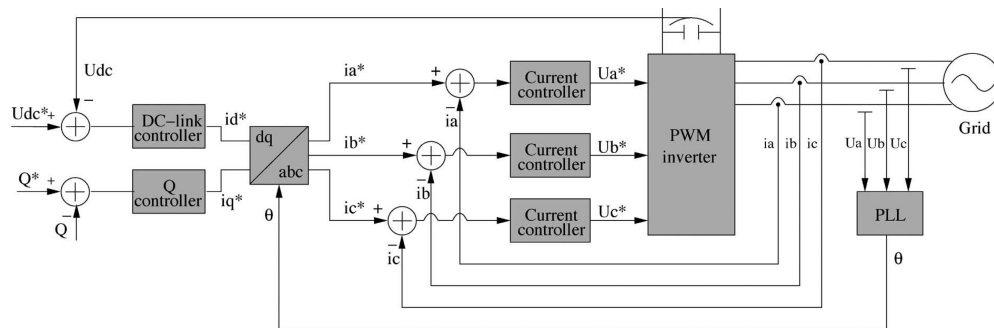 Udc
Udc*
+
−
DC−link
controller
id*
Q*
+
−
Q
Q
controller
iq*
dq
abc
θ
ia*
+
−
ia
Current
controller
Ua*
ib*
+
−
ib
Current
controller
Ub*
ic*
+
−
ic
Current
controller
Uc*
PWM
inverter
ia
ib
ic
Ua
Ub
Uc
Grid
PLL
θ